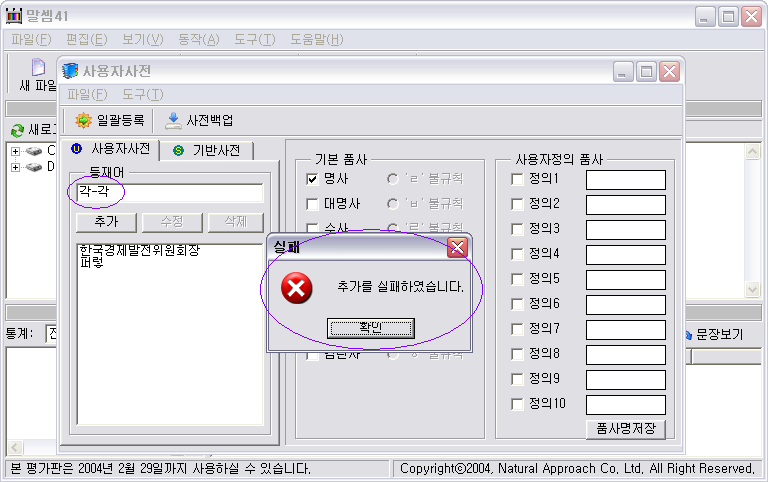 말셈41
파일(F) 편집(E) 보기(V) 동작(A) 도구(T) 도움말(H)
새 파일
새로고
C
D
통계:
문장보기
사용자사전
파일(F) 도구(T)
일괄등록 사전백업
사용자사전 기반사전
등재어
각-각
추가 수정 삭제
한국경제발전위원회장
퍼렇
기본 품사
명사 'ㄹ' 불규칙
대명사 'ㅂ' 불규칙
수사 '르' 불규칙
불규칙
사용자정의 품사
정의1
정의2
정의3
정의4
정의5
정의6
정의7
정의8
정의9
정의10
품사명저장
실패
추가를 실패하였습니다.
확인
본 평가판은 2004년 2월 29일까지 사용하실 수 있습니다.
Copyrightⓒ2004, Natural Approach Co, Ltd, All Right Reserved.